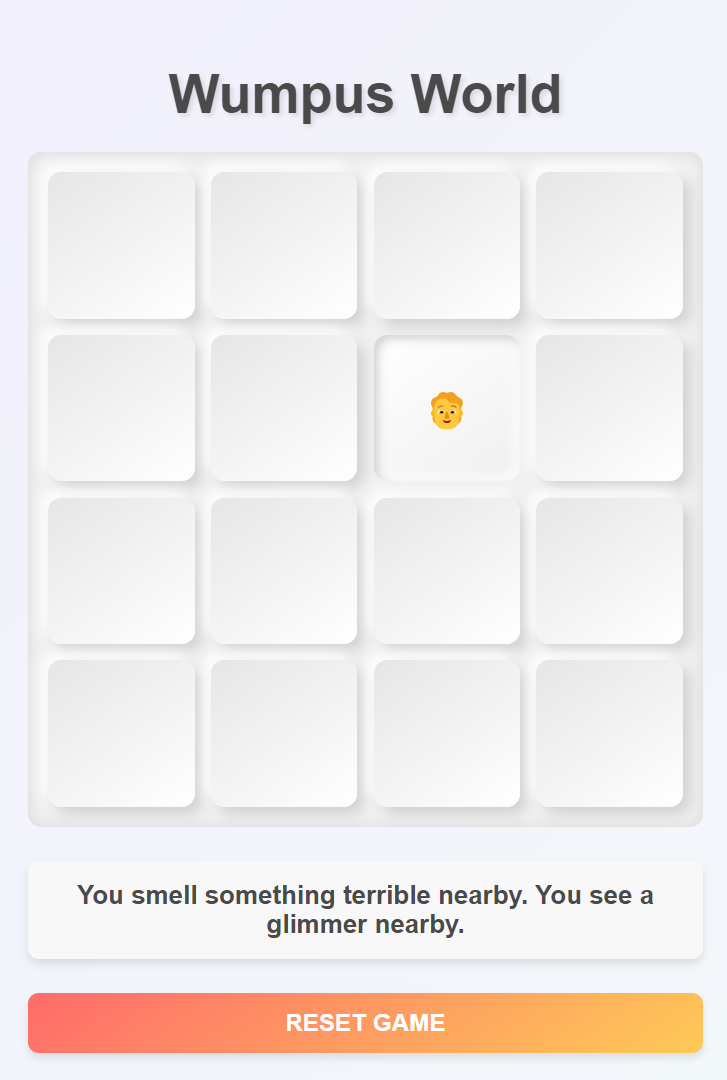 Wumpus World
You smell something terrible nearby. You see a
glimmer nearby.
RESET GAME